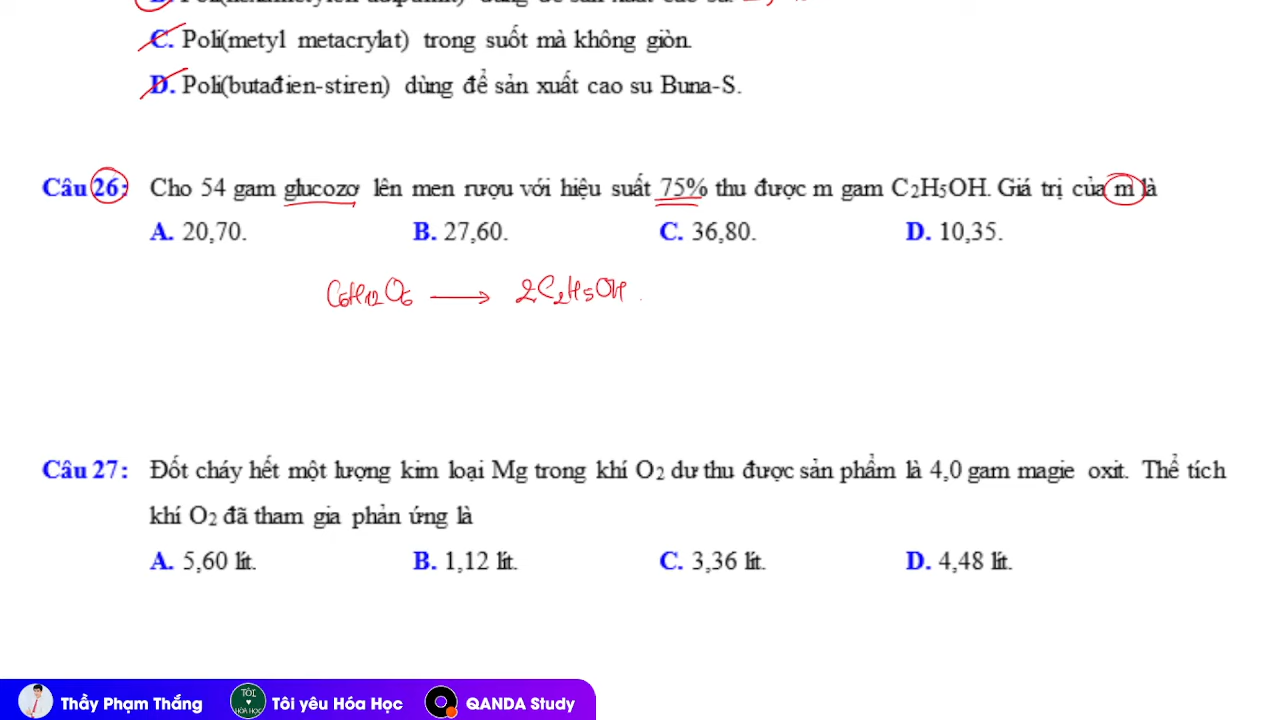 C. Poli(metyl metacrylat) trong suốt mà không giòn.
D. Poli(butađien-stiren) dùng để sản xuất cao su Buna-S.
Câu 26: Cho 54 gam glucozơ lên men rượu với hiệu suất 75% thu được m gam C2H5OH. Giá trị của m là
A. 20,70. B. 27,60. C. 36,80. D. 10,35.
C6H12O6 ⟶ 2C2H5OH
Câu 27: Đốt cháy hết một lượng kim loại Mg trong khí O2 dư thu được sản phẩm là 4,0 gam magie oxit. Thể tích
khí O2 đã tham gia phản ứng là
A. 5,60 lít. B. 1,12 lít. C. 3,36 lít. D. 4,48 lít.
Thầy Phạm Thắng TÔI ♥ HÓA HỌC Tôi yêu Hóa Học QANDA Study